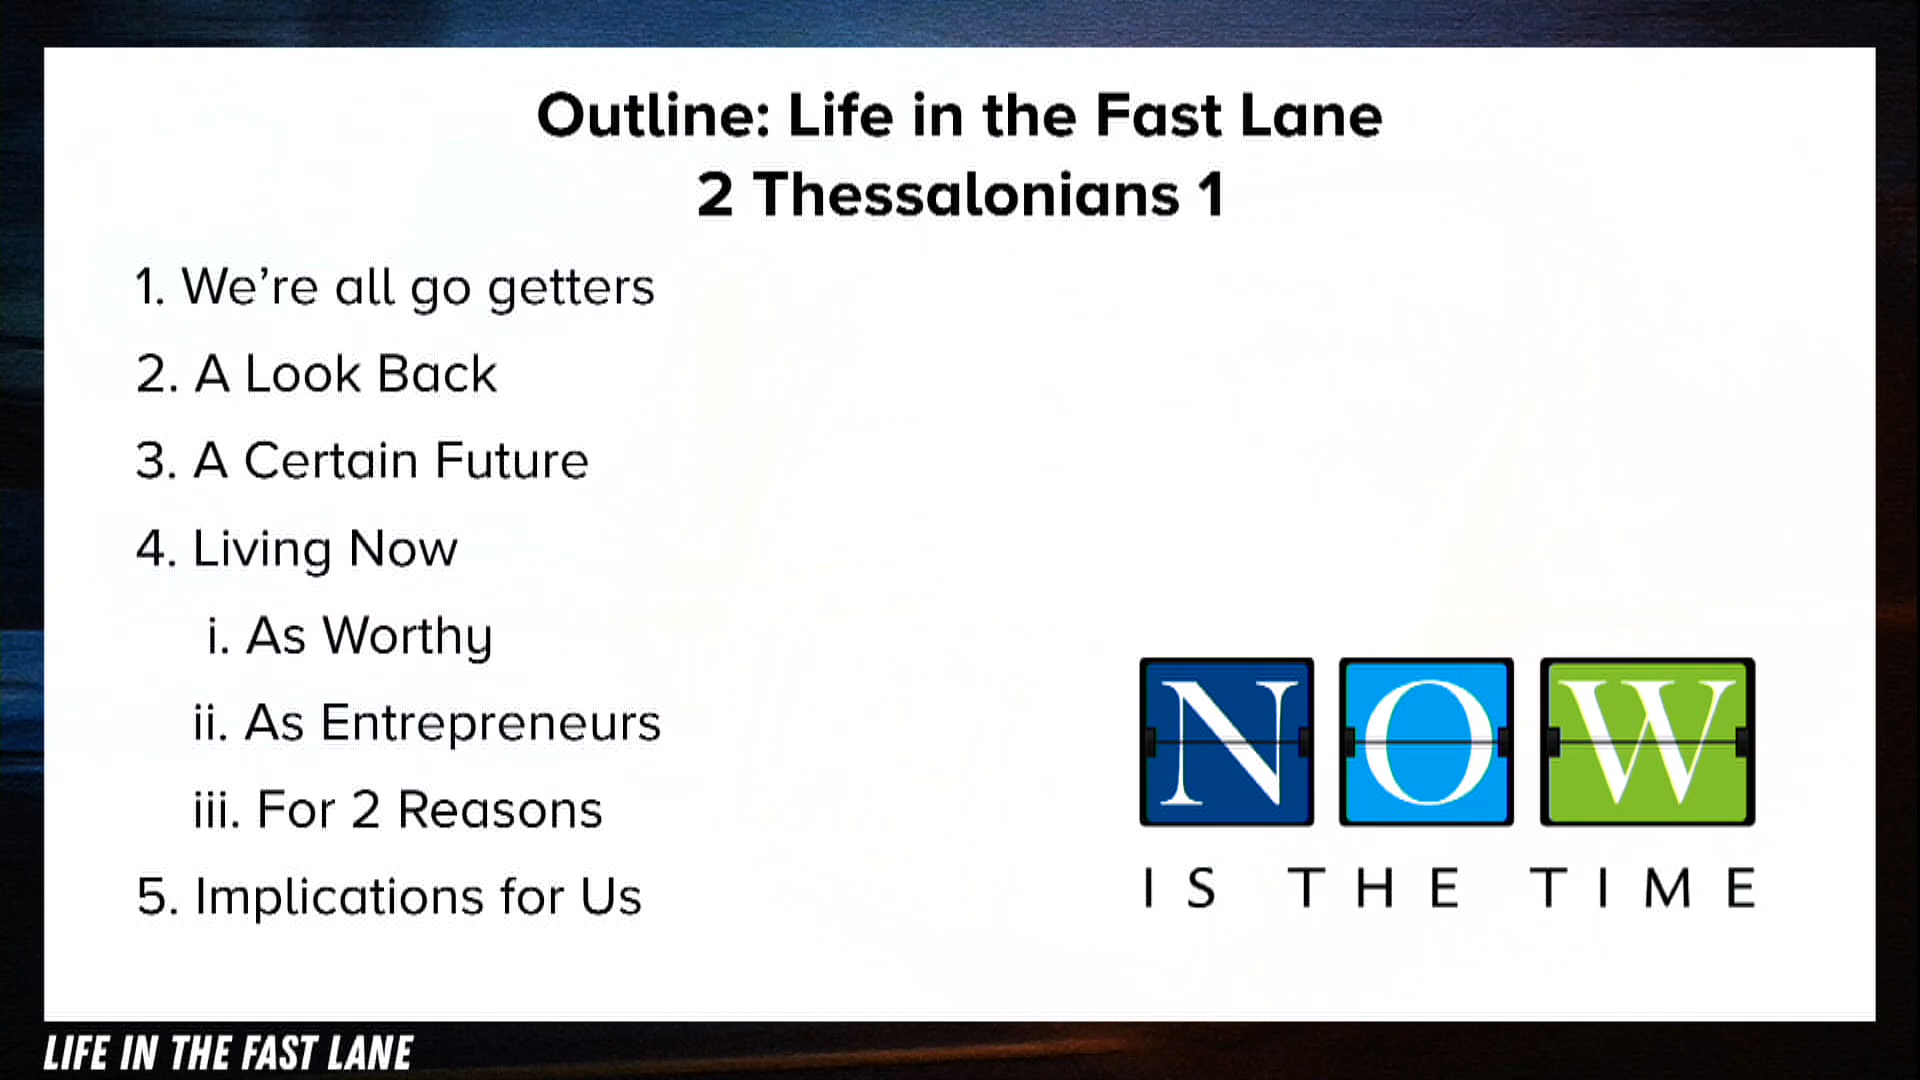 Outline: Life in the Fast Lane
2 Thessalonians 1
1. We’re all go getters
2. A Look Back
3. A Certain Future
4. Living Now
i. As Worthy
ii. As Entrepreneurs
iii. For 2 Reasons
5. Implications for Us
NOW
IS THE TIME
LIFE IN THE FAST LANE